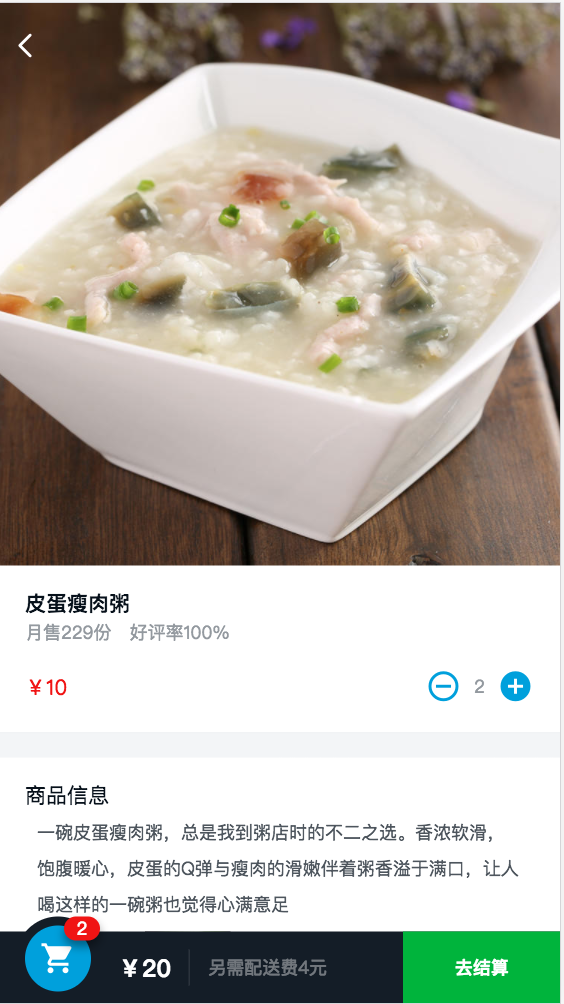 皮蛋瘦肉粥
月售229份 好评率100%
￥10 2
商品信息
一碗皮蛋瘦肉粥，总是我到粥店时的不二之选。香浓软滑，
饱腹暖心，皮蛋的Q弹与瘦肉的滑嫩伴着粥香溢于满口，让人
喝这样的一碗粥也觉得心满意足
2
￥20 另需配送费4元 去结算